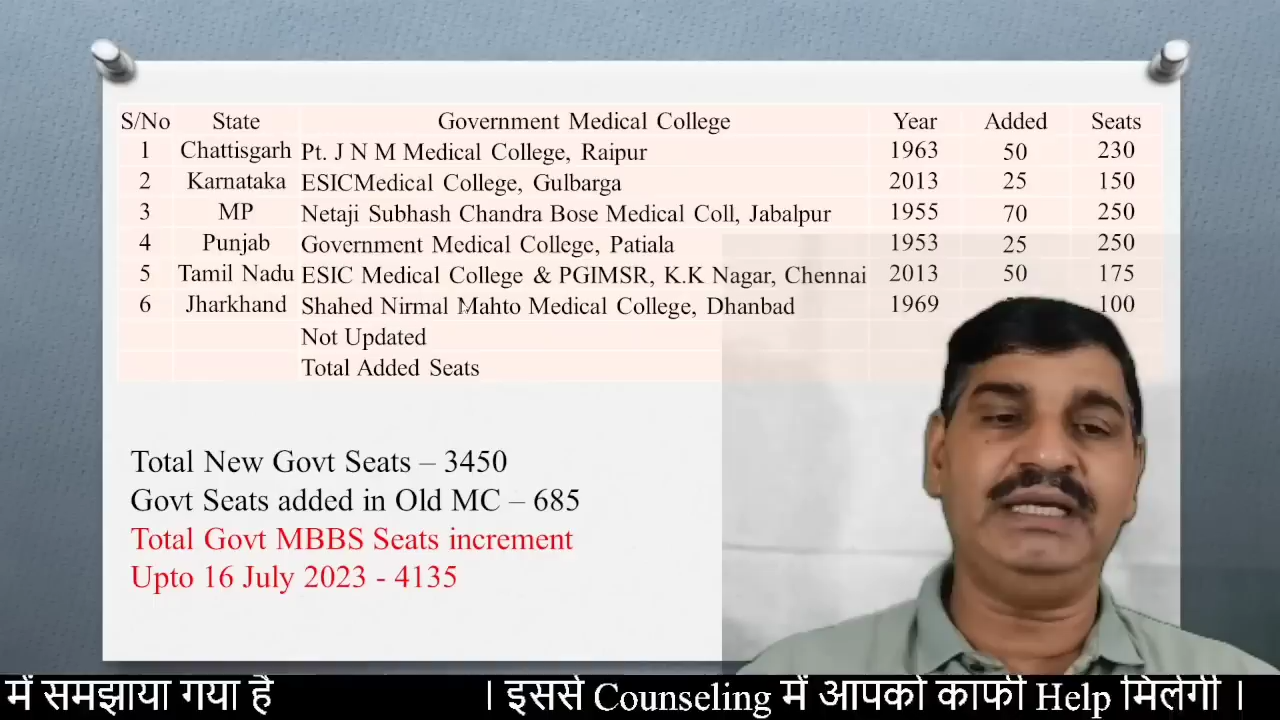 S/No State Government Medical College Year Added Seats
1 Chattisgarh Pt. J N M Medical College, Raipur 1963 50 230
2 Karnataka ESICMedical College, Gulbarga 2013 25 150
3 MP Netaji Subhash Chandra Bose Medical Coll, Jabalpur 1955 70 250
4 Punjab Government Medical College, Patiala 1953 25 250
5 Tamil Nadu ESIC Medical College & PGIMSR, K.K Nagar, Chennai 2013 50 175
6 Jharkhand Shahed Nirmal Mahto Medical College, Dhanbad 1969 100
Not Updated
Total Added Seats
Total New Govt Seats – 3450
Govt Seats added in Old MC – 685
Total Govt MBBS Seats increment
Upto 16 July 2023 - 4135
में समझाया गया है । इससे Counseling में आपको काफी Help मिलेगी ।